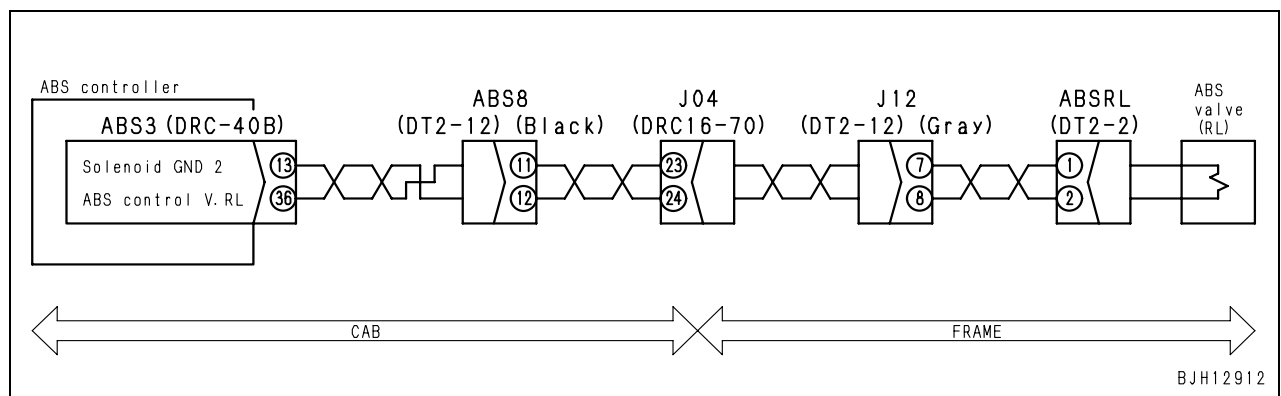 ABS controller
ABS3 (DRC-40B)
Solenoid GND 2
ABS control V. RL
13
36
ABS8
(DT2-12) (Black)
11
12
J04
(DRC16-70)
23
24
J12
(DT2-12) (Gray)
7
8
ABSRL
(DT2-2)
1
2
ABS
valve
(RL)
CAB
FRAME
BJH12912